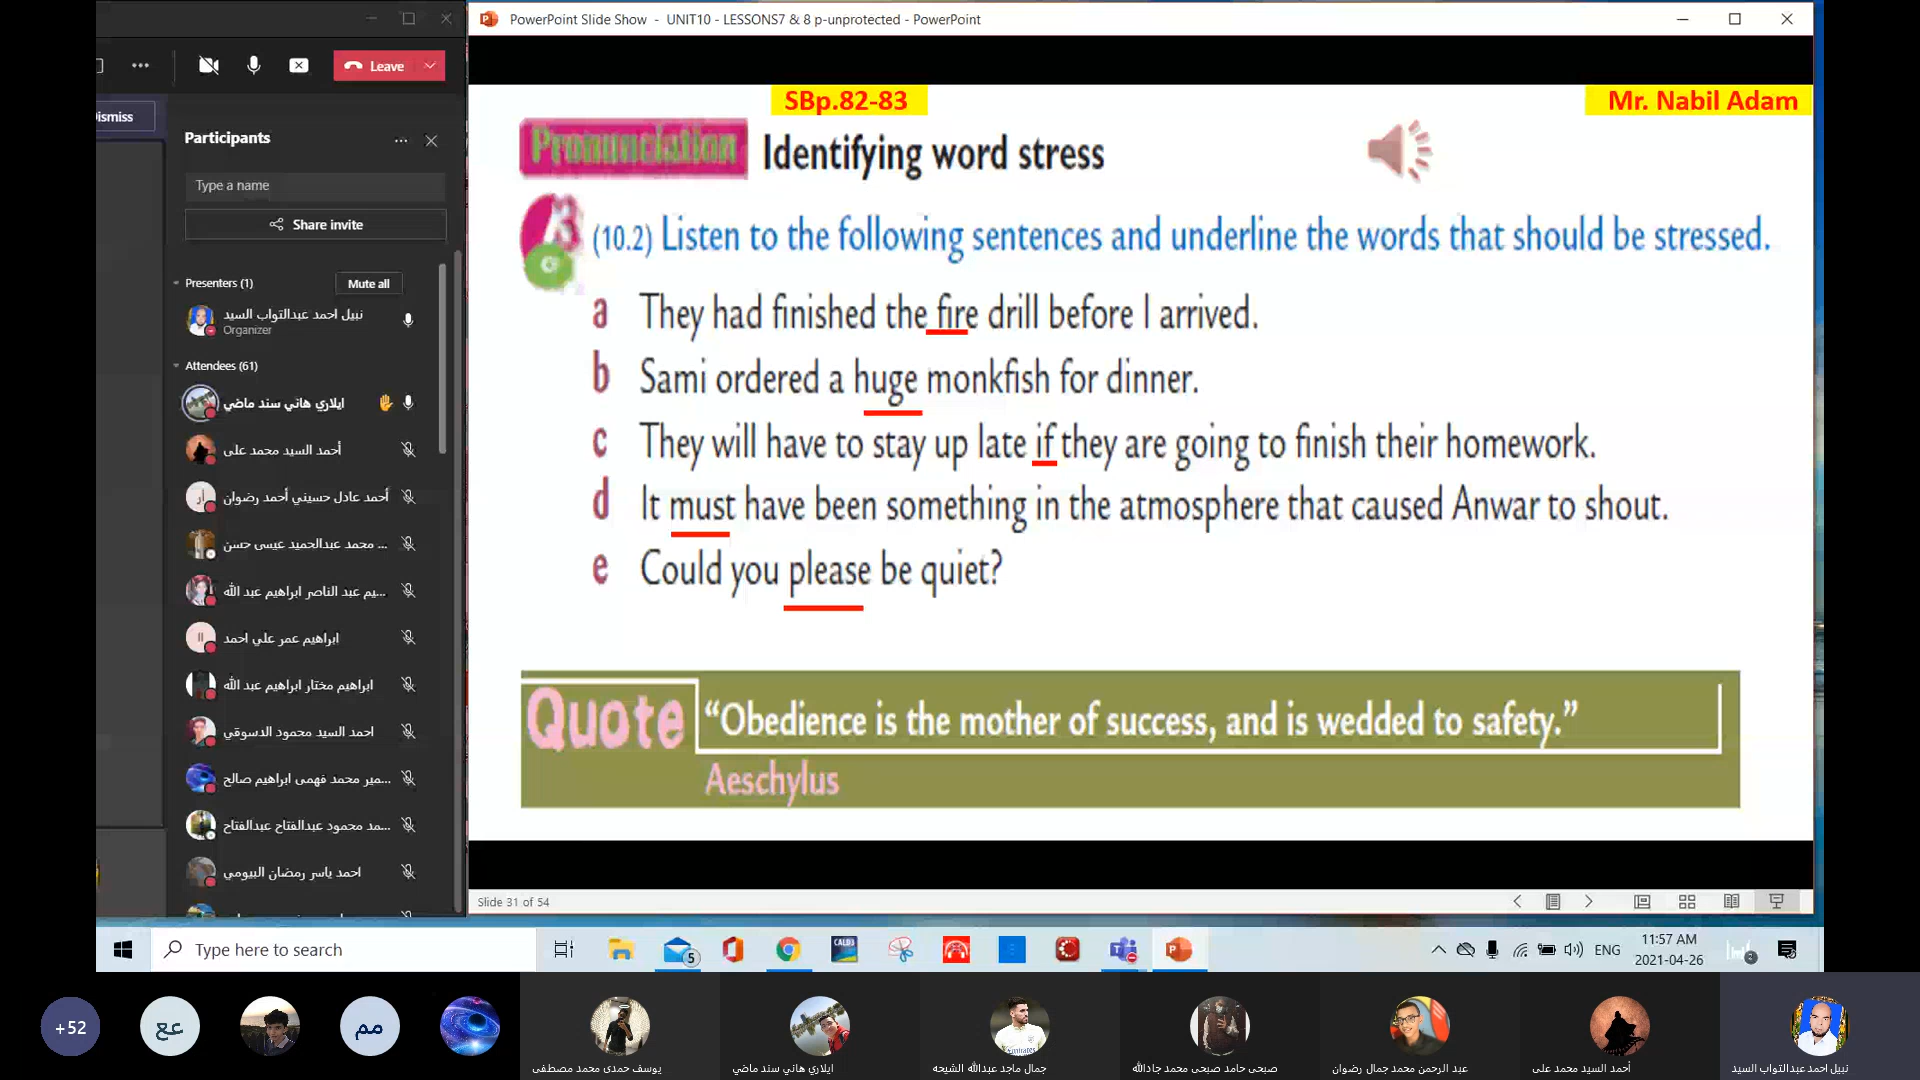 PowerPoint Slide Show - UNIT10 - LESSONS7 & 8 p-unprotected - PowerPoint
Leave
Dismiss
Participants
Type a name
Share invite
Presenters (1)
Mute all
نبيل احمد عبدالتواب السيد
Organizer
Attendees (61)
ايلاري هاني سند ماضي
أحمد السيد محمد على
أر
أحمد عادل حسيني أحمد رضوان
محمد عبدالحميد عيسى حسن ...
يم عبد الناصر ابراهيم عبد الله...
ابراهيم عمر علي احمد
ابراهيم مختار ابراهيم عبد الله
احمد السيد محمود الدسوقي
مير محمد فهمى ابراهيم صالح...
مد محمود عبدالفتاح عبدالفتاح...
احمد ياسر رمضان البيومي
SBp.82-83
Mr. Nabil Adam
Pronunciation Identifying word stress
(10.2) Listen to the following sentences and underline the words that should be stressed.
a They had finished the fire drill before I arrived.
b Sami ordered a huge monkfish for dinner.
c They will have to stay up late if they are going to finish their homework.
d It must have been something in the atmosphere that caused Anwar to shout.
e Could you please be quiet?
Quote "Obedience is the mother of success, and is wedded to safety."
Aeschylus
Slide 31 of 54
Type here to search
5
ENG
11:57 AM
2021-04-26
2
+52
عع
مم
يوسف حمدى محمد مصطفى
ايلاري هاني سند ماضي
جمال ماجد عبدالله الشيحه
صبحى حامد صبحى محمد جادالله
عبد الرحمن محمد جمال رضوان
أحمد السيد محمد على
نبيل احمد عبدالتواب السيد